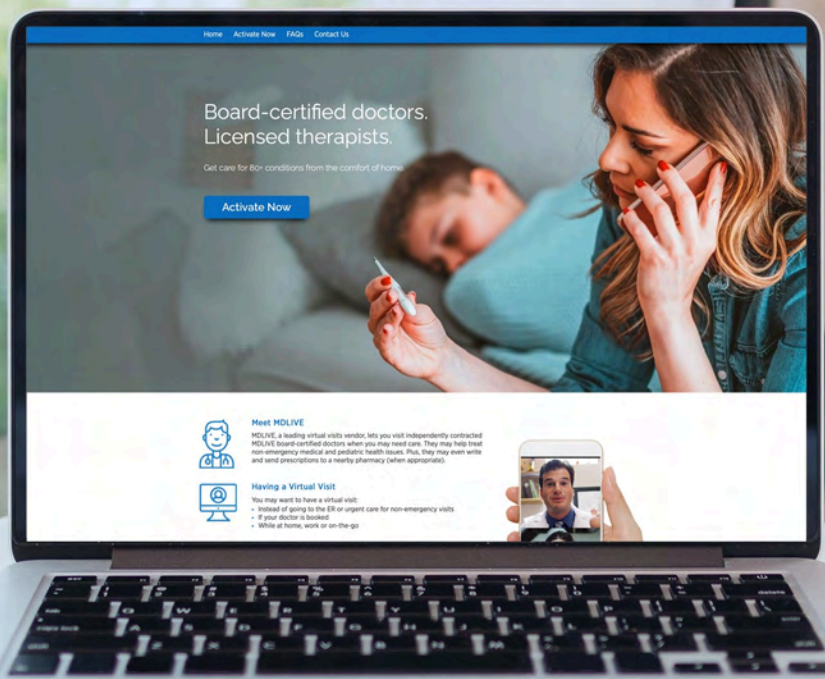 Home Activate Now FAQs Contact Us
Board-certified doctors.
Licensed therapists.
Get care for 80+ conditions from the comfort of home.
Activate Now
Meet MDLIVE
MDLIVE, a leading virtual visits vendor, lets you visit independently contracted
MDLIVE board-certified doctors when you may need care. They may help treat
non-emergency medical and pediatric health issues. Plus, they may even write
and send prescriptions to a nearby pharmacy (when appropriate).
Having a Virtual Visit
You may want to have a virtual visit:
• Instead of going to the ER or urgent care for non-emergency visits
• If your doctor is booked
• While at home, work or on-the-go
delete
caps lock